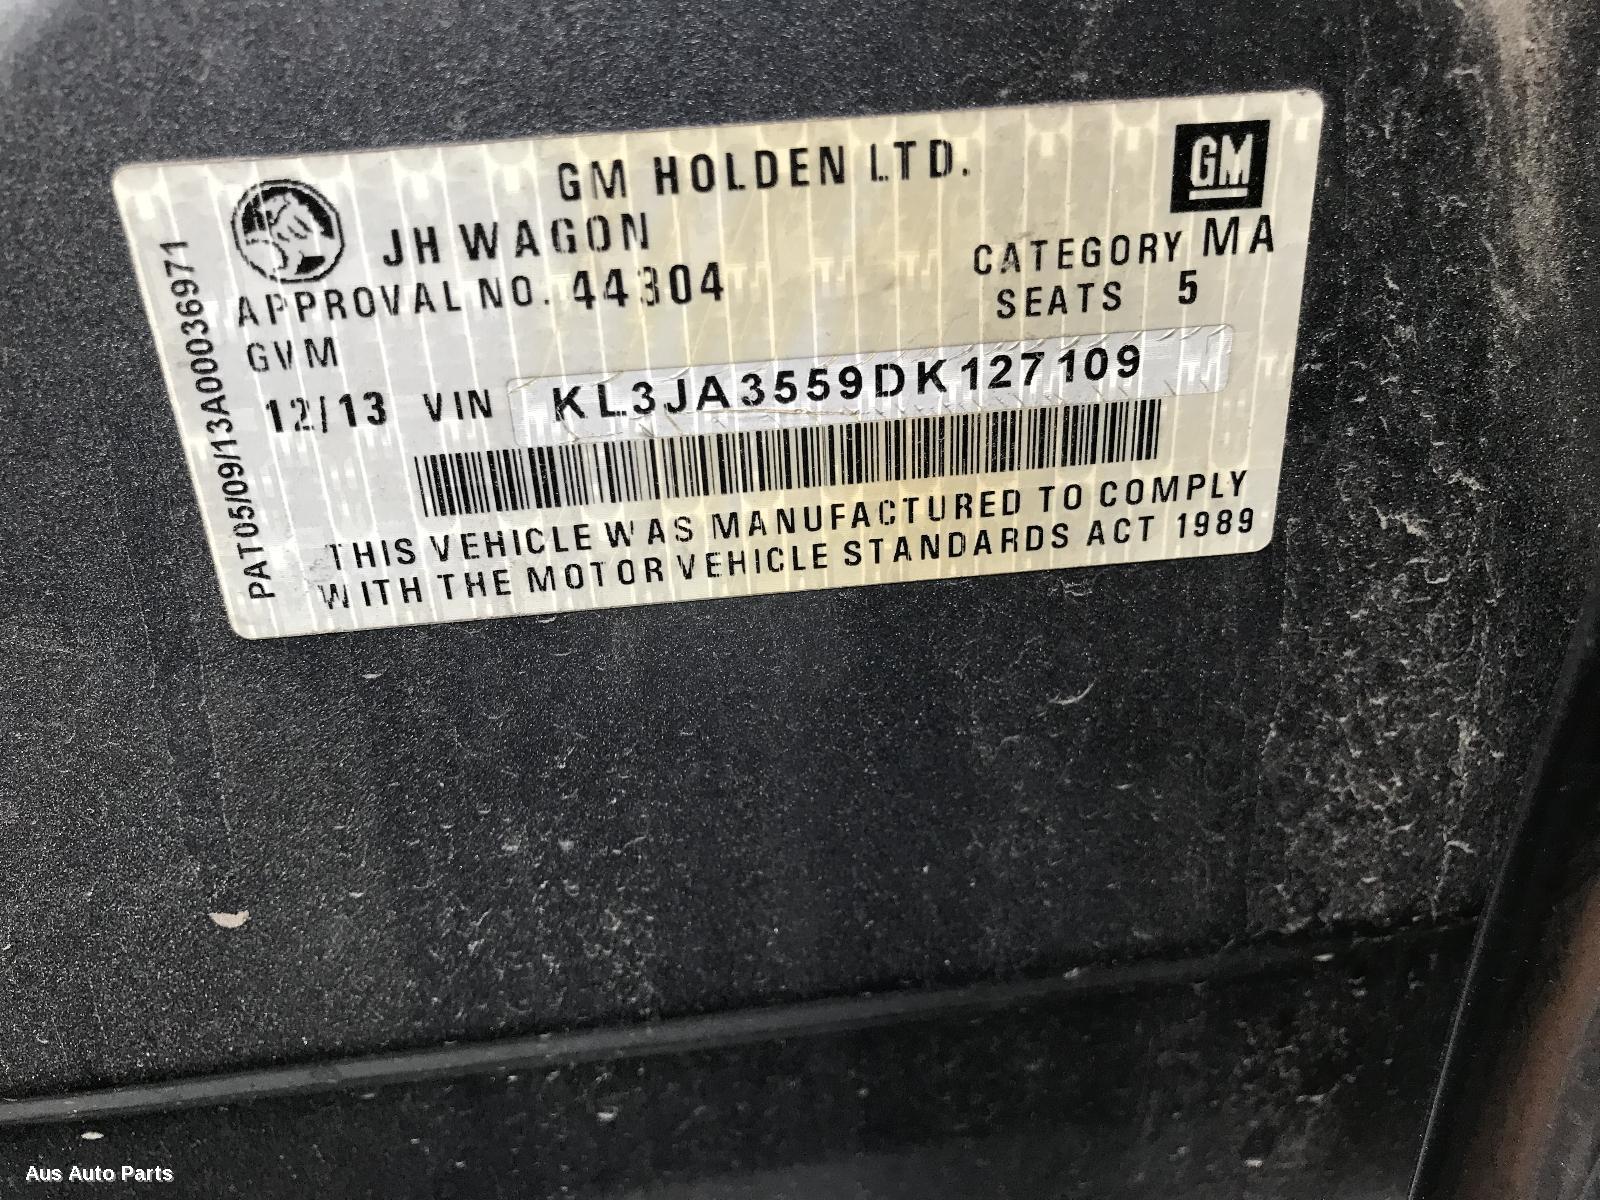 GM HOLDEN LTD.
GM
JH WAGON
CATEGORY MA
APPROVAL NO. 44304
SEATS 5
GVM
12/13 VIN KL3JA3559DK127109
THIS VEHICLE WAS MANUFACTURED TO COMPLY
WITH THE MOTOR VEHICLE STANDARDS ACT 1989
PAT05/09/13A000036971
Aus Auto Parts